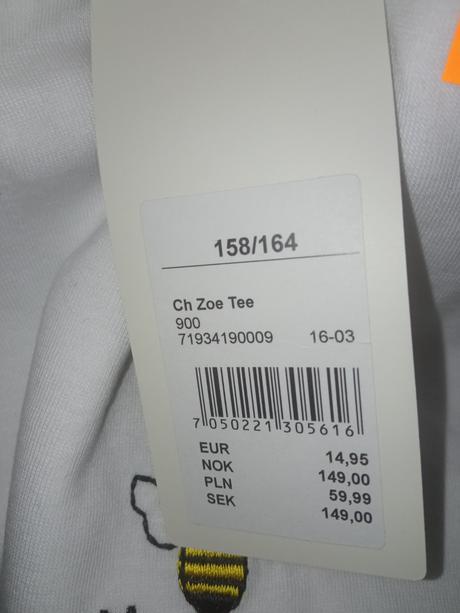 158/164
Ch Zoe Tee
900
71934190009 16-03
7 050221 305616
EUR 14,95
NOK 149,00
PLN 59,99
SEK 149,00